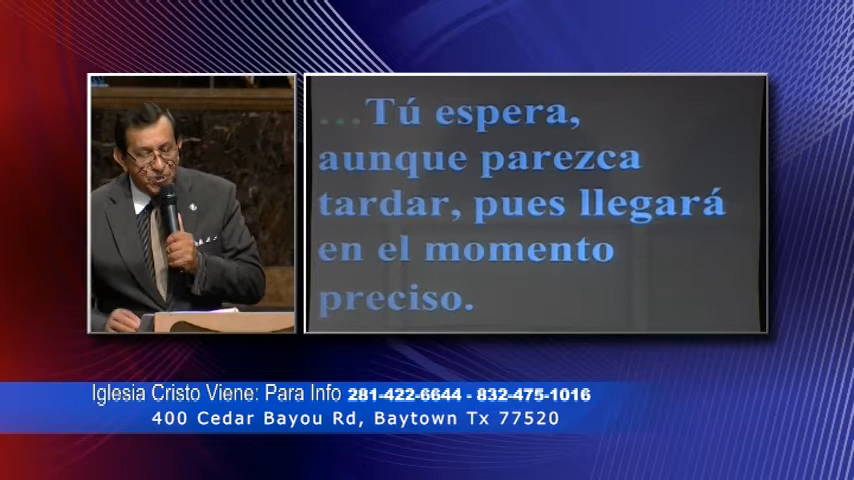 ...Tú espera,
aunque parezca
tardar, pues llegará
en el momento
preciso.
Iglesia Cristo Viene: Para Info 281-422-6644 - 832-475-1016
400 Cedar Bayou Rd, Baytown Tx 77520